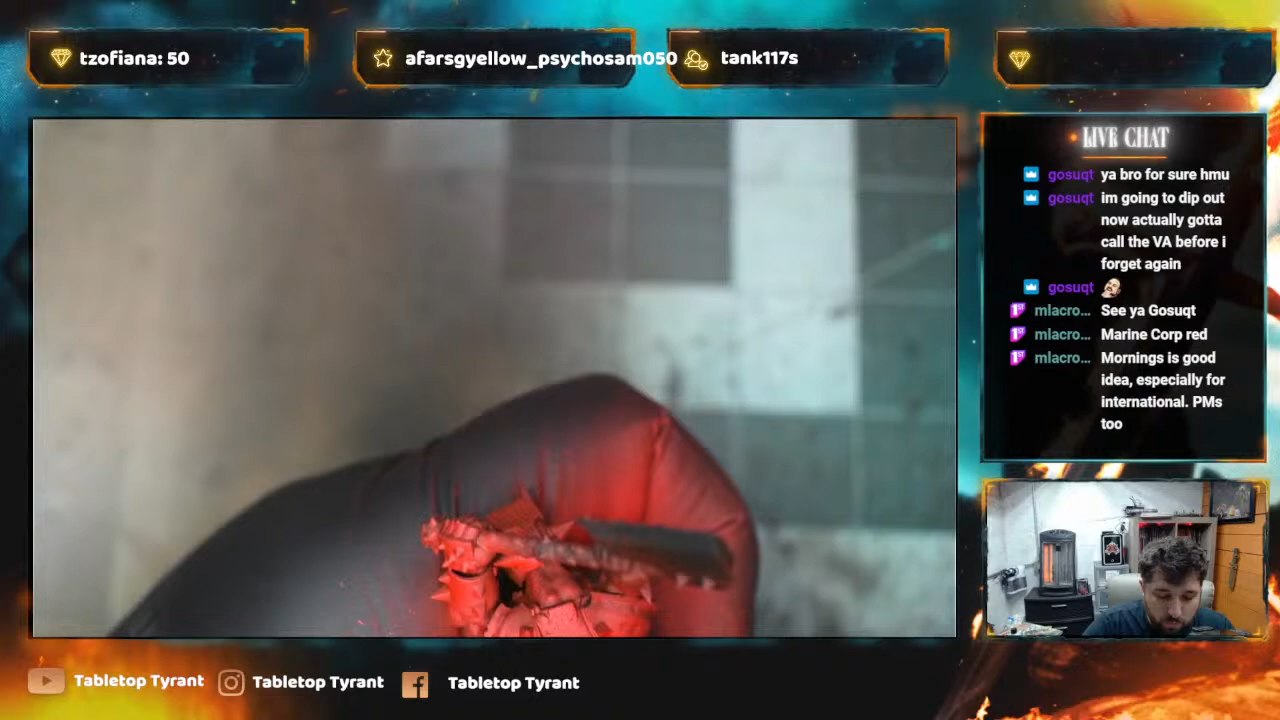 tzofiana: 50
afarsgyellow_psychosam050
tank117s
LIVE CHAT
gosuqt ya bro for sure hmu
gosuqt im going to dip out
now actually gotta
call the VA before i
forget again
gosuqt
mlacro... See ya Gosuqt
mlacro... Marine Corp red
mlacro... Mornings is good
idea, especially for
international. PMs
too
Tabletop Tyrant
Tabletop Tyrant
Tabletop Tyrant